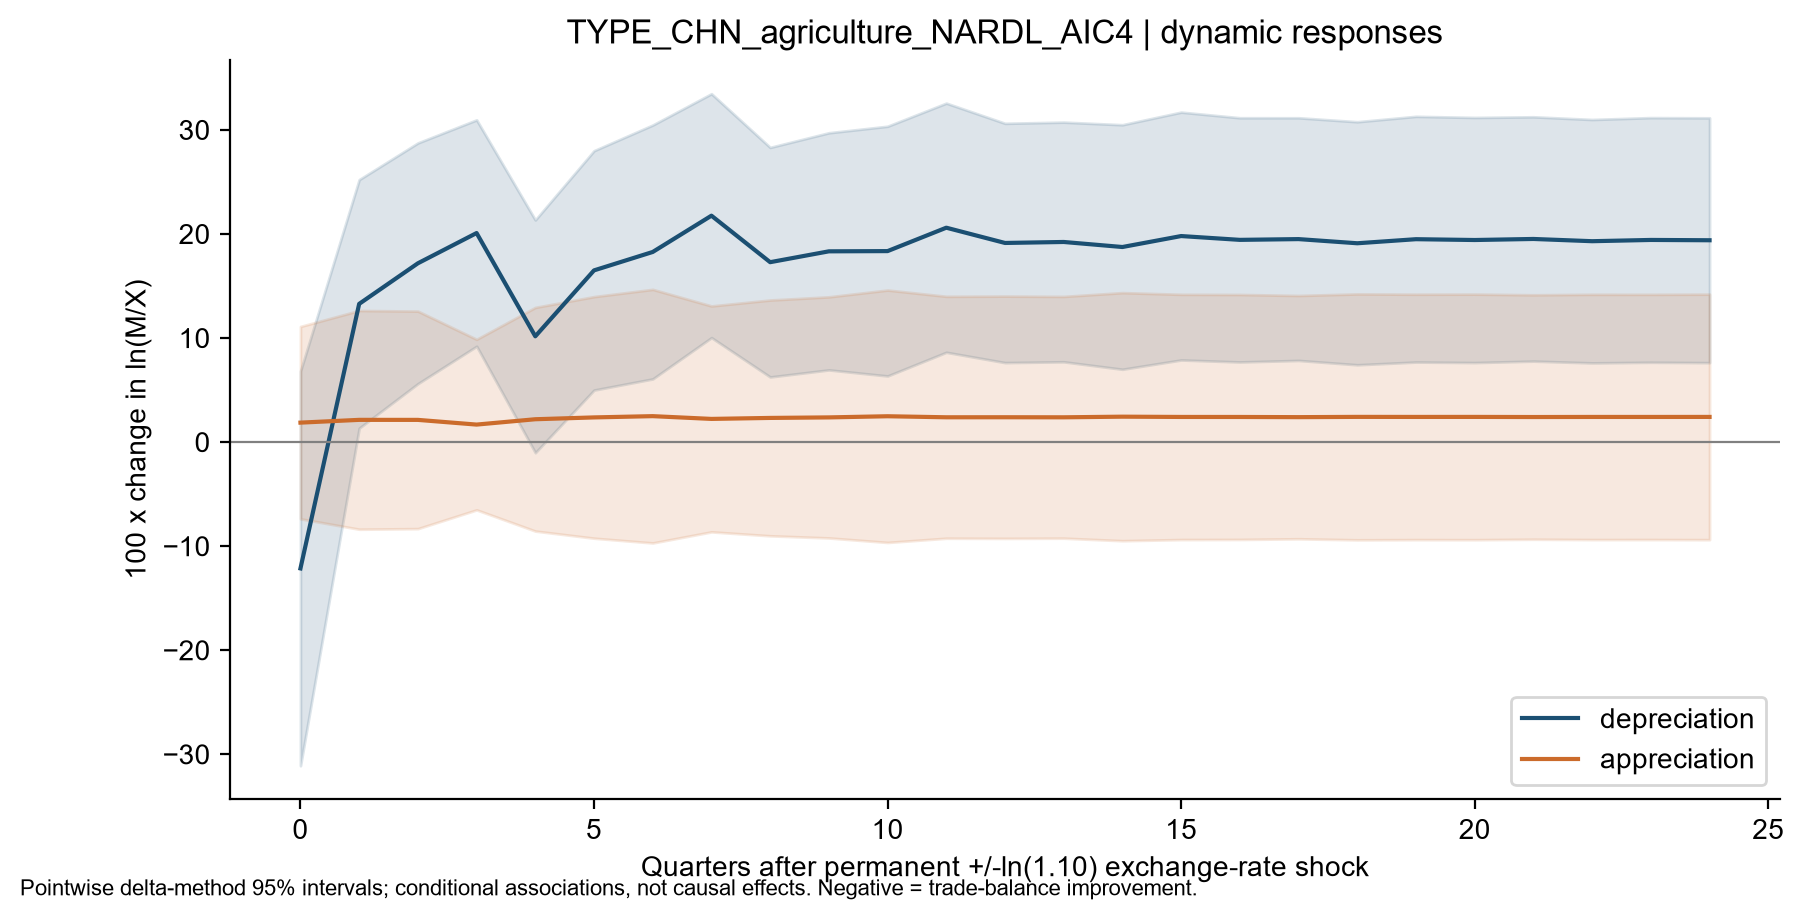 TYPE_CHN_agriculture_NARDL_AIC4 | dynamic responses
100 x change in ln(M/X)
30
20
10
0
−10
−20
−30
depreciation
appreciation
0
5
10
15
20
25
Quarters after permanent +/-ln(1.10) exchange-rate shock
Pointwise delta-method 95% intervals; conditional associations, not causal effects. Negative = trade-balance improvement.